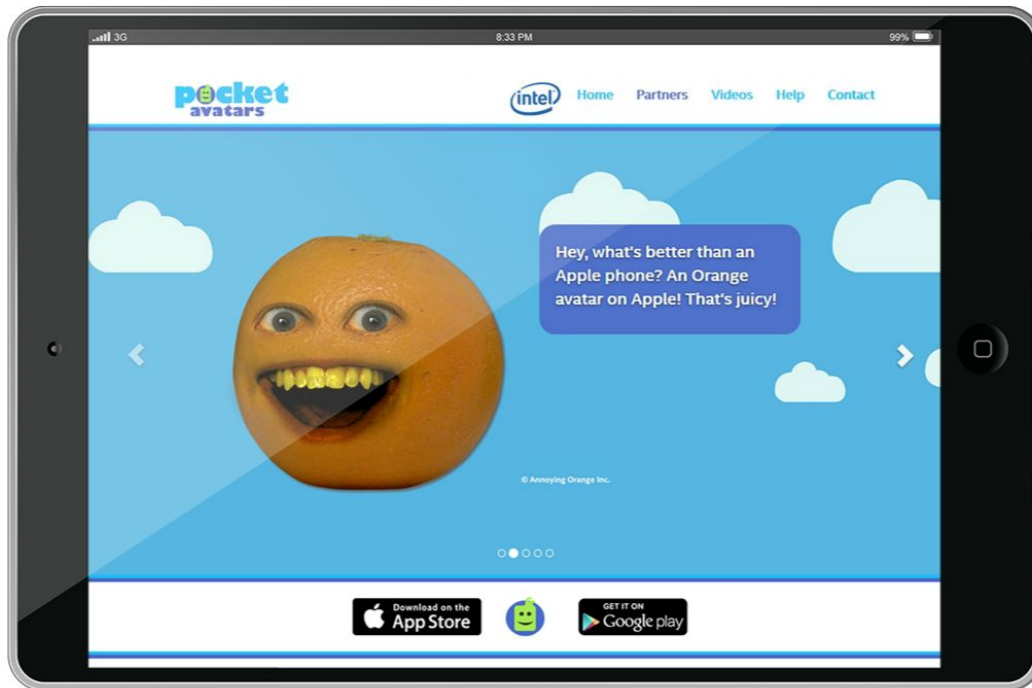 3G 8:33 PM 99%
pocket
avatars
intel Home Partners Videos Help Contact
Hey, what's better than an
Apple phone? An Orange
avatar on Apple! That's juicy!
© Annoying Orange Inc.
Download on the
App Store
GET IT ON
Google play